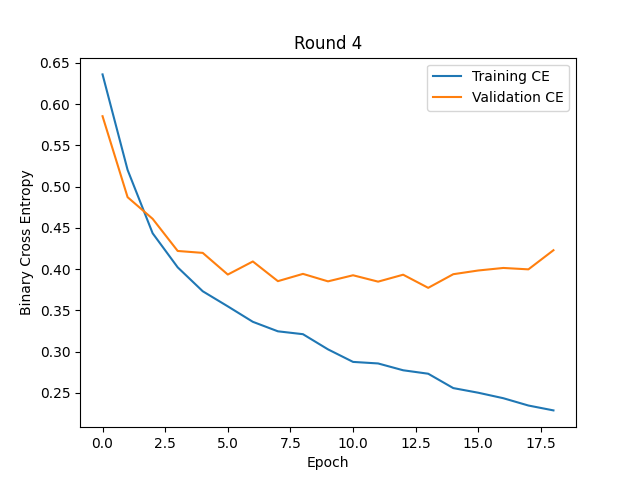 Round 4
Training CE
Validation CE
Binary Cross Entropy
0.65
0.60
0.55
0.50
0.45
0.40
0.35
0.30
0.25
0.0 2.5 5.0 7.5 10.0 12.5 15.0 17.5
Epoch